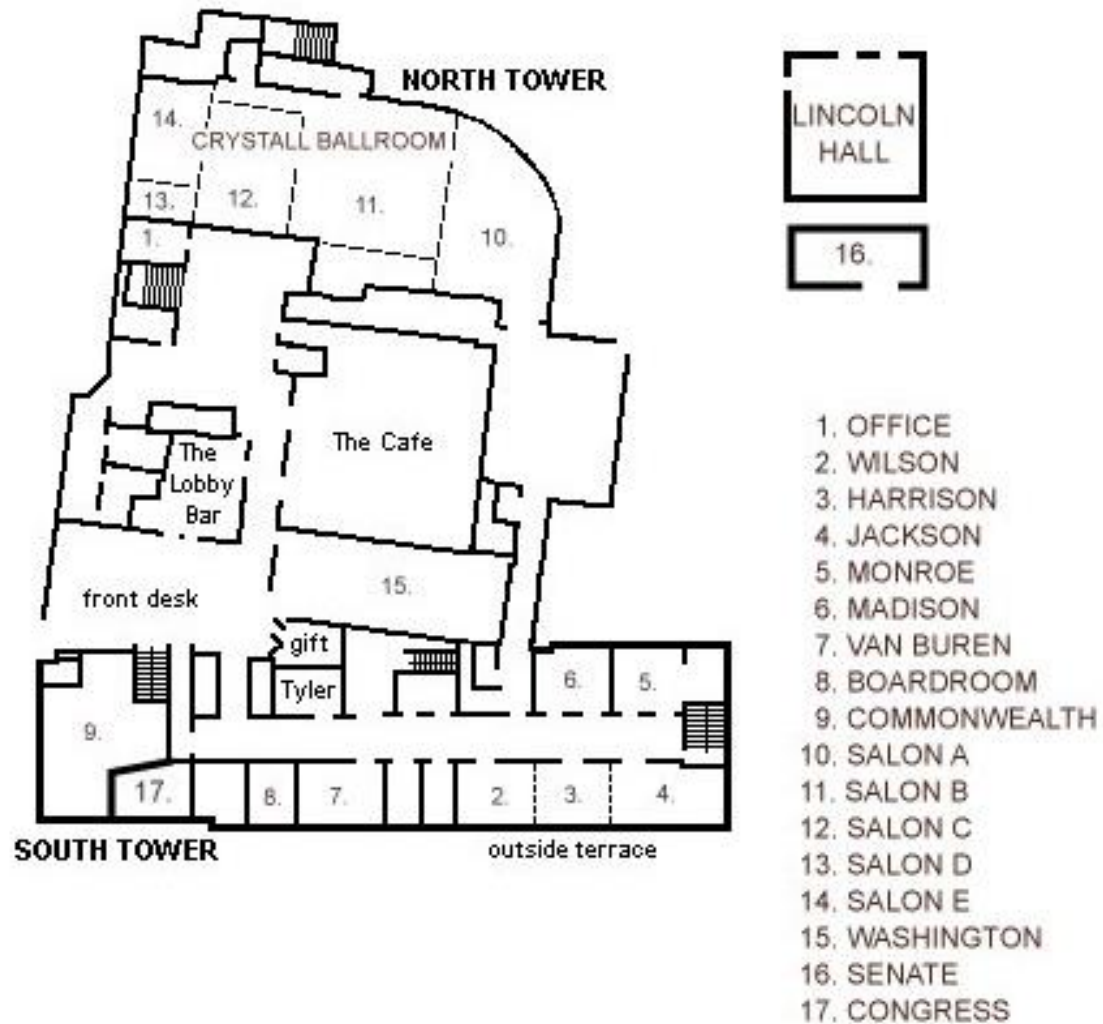 NORTH TOWER
14.
CRYSTALL BALLROOM
13.
12.
11.
10.
1.
The Cafe
The
Lobby
Bar
front desk
15.
gift
Tyler
6.
5.
9.
17.
8.
7.
2.
3.
4.
SOUTH TOWER
outside terrace
LINCOLN
HALL
16.
1. OFFICE
2. WILSON
3. HARRISON
4. JACKSON
5. MONROE
6. MADISON
7. VAN BUREN
8. BOARDROOM
9. COMMONWEALTH
10. SALON A
11. SALON B
12. SALON C
13. SALON D
14. SALON E
15. WASHINGTON
16. SENATE
17. CONGRESS